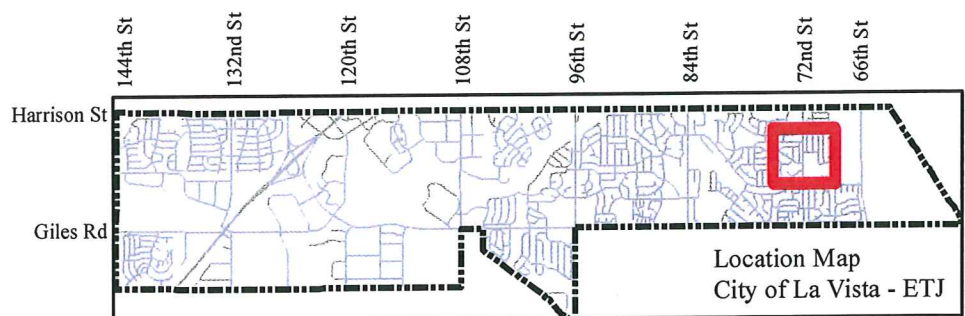 144th St
132nd St
120th St
108th St
96th St
84th St
72nd St
66th St
Harrison St
Giles Rd
Location Map
City of La Vista - ETJ